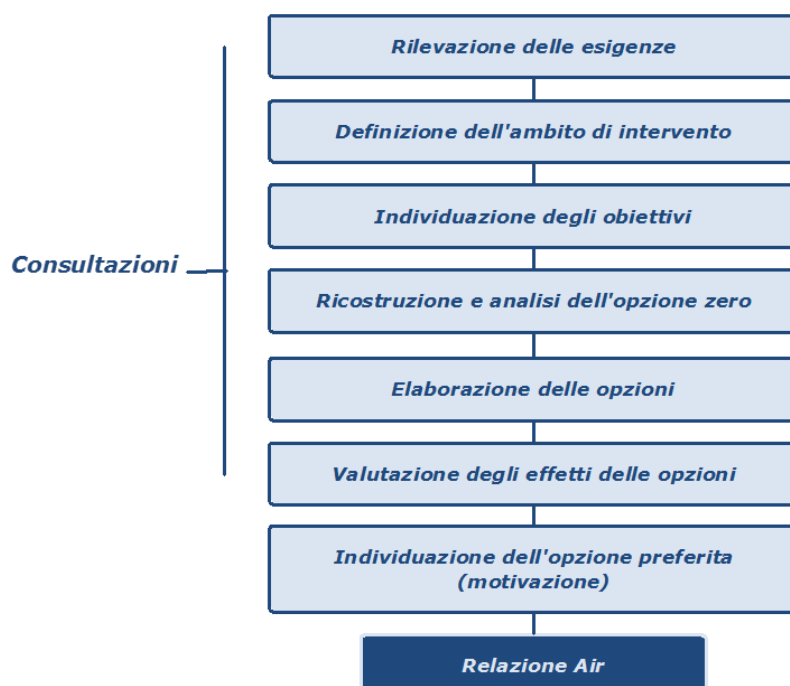 Rilevazione delle esigenze
Definizione dell'ambito di intervento
Individuazione degli obiettivi
Consultazioni
Ricostruzione e analisi dell'opzione zero
Elaborazione delle opzioni
Valutazione degli effetti delle opzioni
Individuazione dell'opzione preferita
(motivazione)
Relazione Air